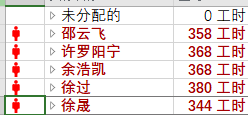 未分配的 0 工时
邵云飞 358 工时
许罗阳宁 368 工时
余浩凯 368 工时
徐过 380 工时
徐晟 344 工时